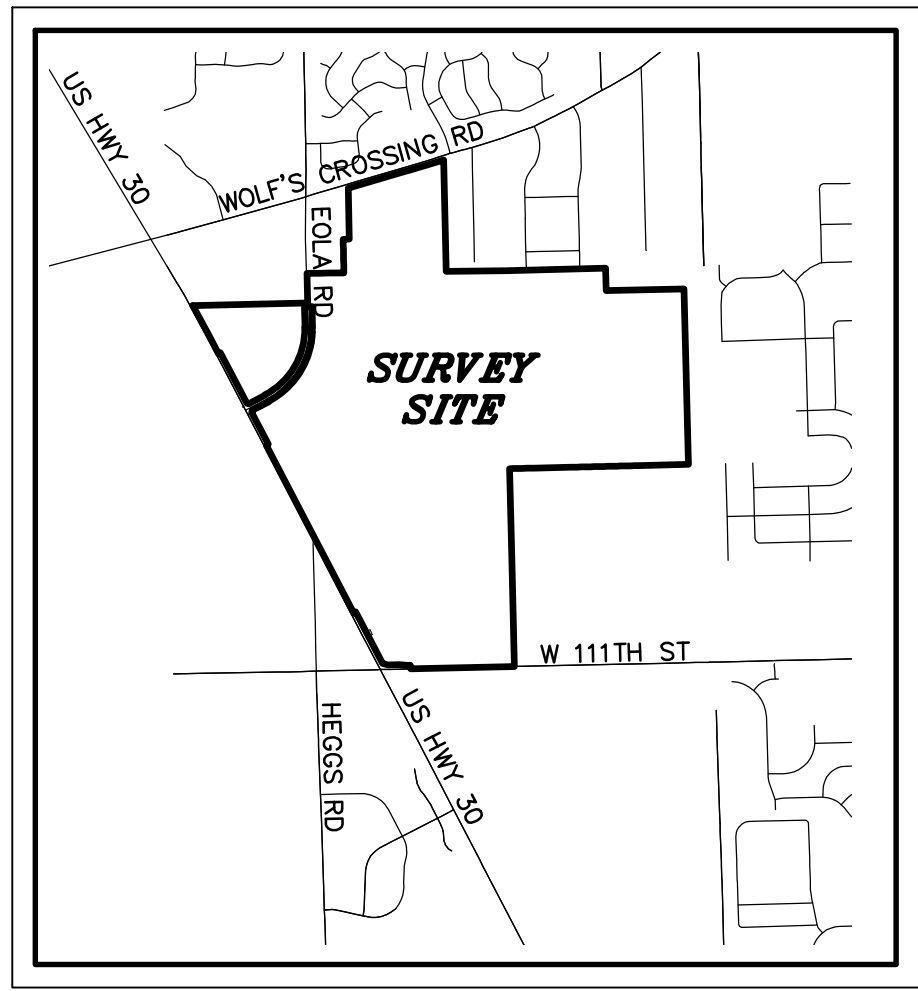 US HWY 30
WOLF'S CROSSING RD
EOLA RD
SURVEY
SITE
W 111TH ST
HEGGS RD
US HWY 30